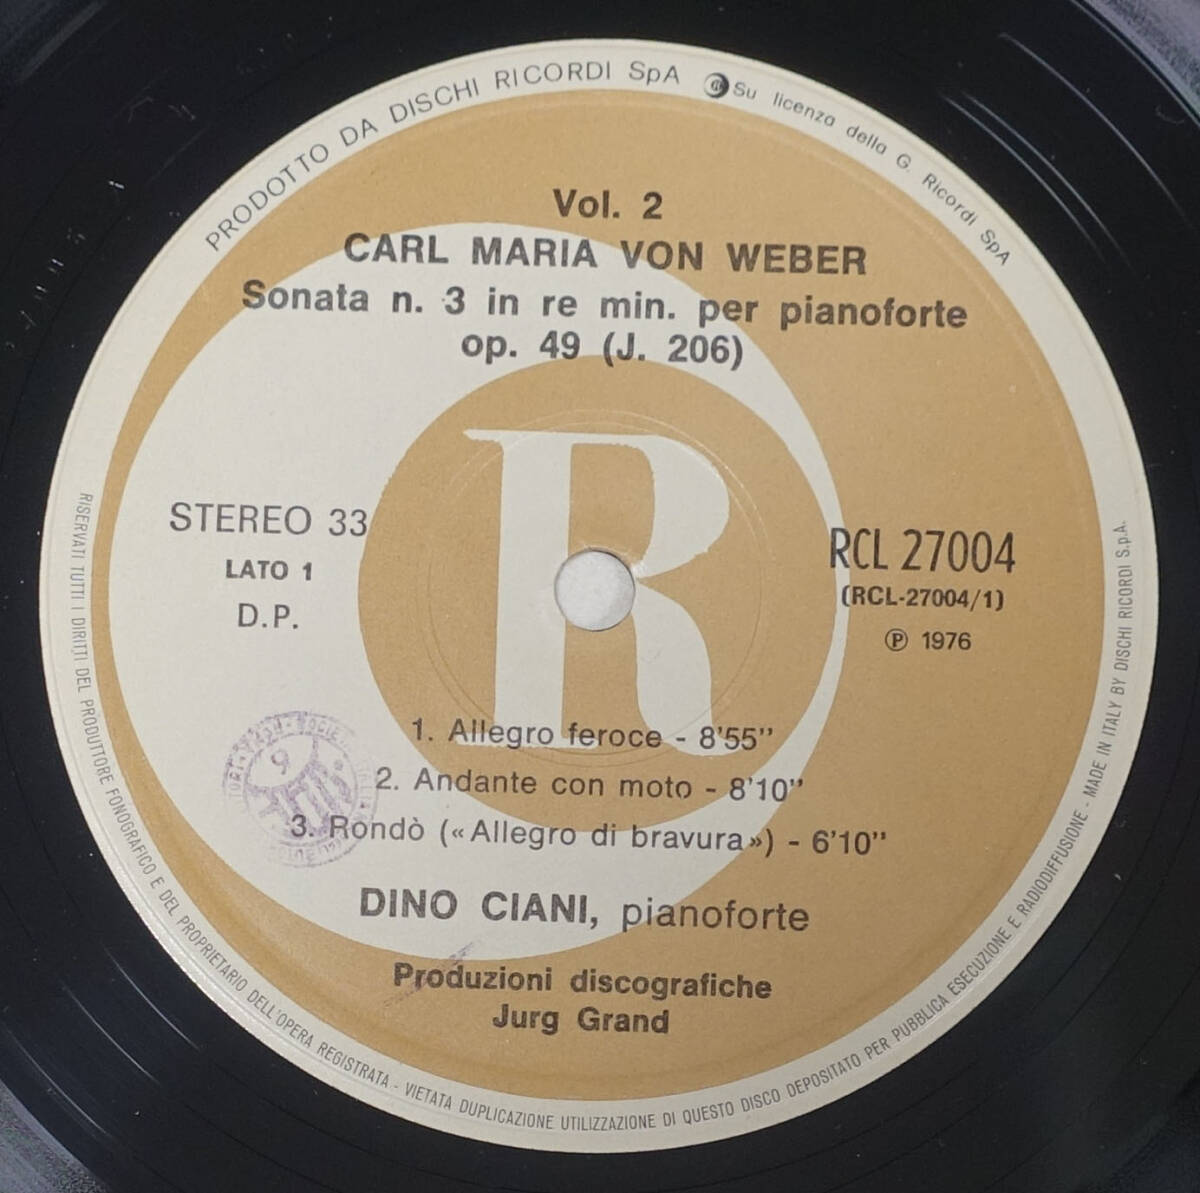 PRODOTTO DA DISCHI RICORDI SpA Su licenza della G. Ricordi SpA
Vol. 2
CARL MARIA VON WEBER
Sonata n. 3 in re min. per pianoforte
op. 49 (J. 206)
R
STEREO 33
LATO 1
D.P.
RCL 27004
(RCL-27004/1)
℗ 1976
1. Allegro feroce - 8'55"
2. Andante con moto - 8'10"
3. Rondò (« Allegro di bravura ») - 6'10"
DINO CIANI, pianoforte
Produzioni discografiche
Jurg Grand
RISERVATI TUTTI I DIRITTI DEL PRODUTTORE FONOGRAFICO E DEL PROPRIETARIO DELL'OPERA REGISTRATA - VIETATA DUPLICAZIONE UTILIZZAZIONE DI QUESTO DISCO DEPOSITATO PER PUBBLICA ESECUZIONE E RADIODIFFUSIONE - MADE IN ITALY BY DISCHI RICORDI S.p.A.